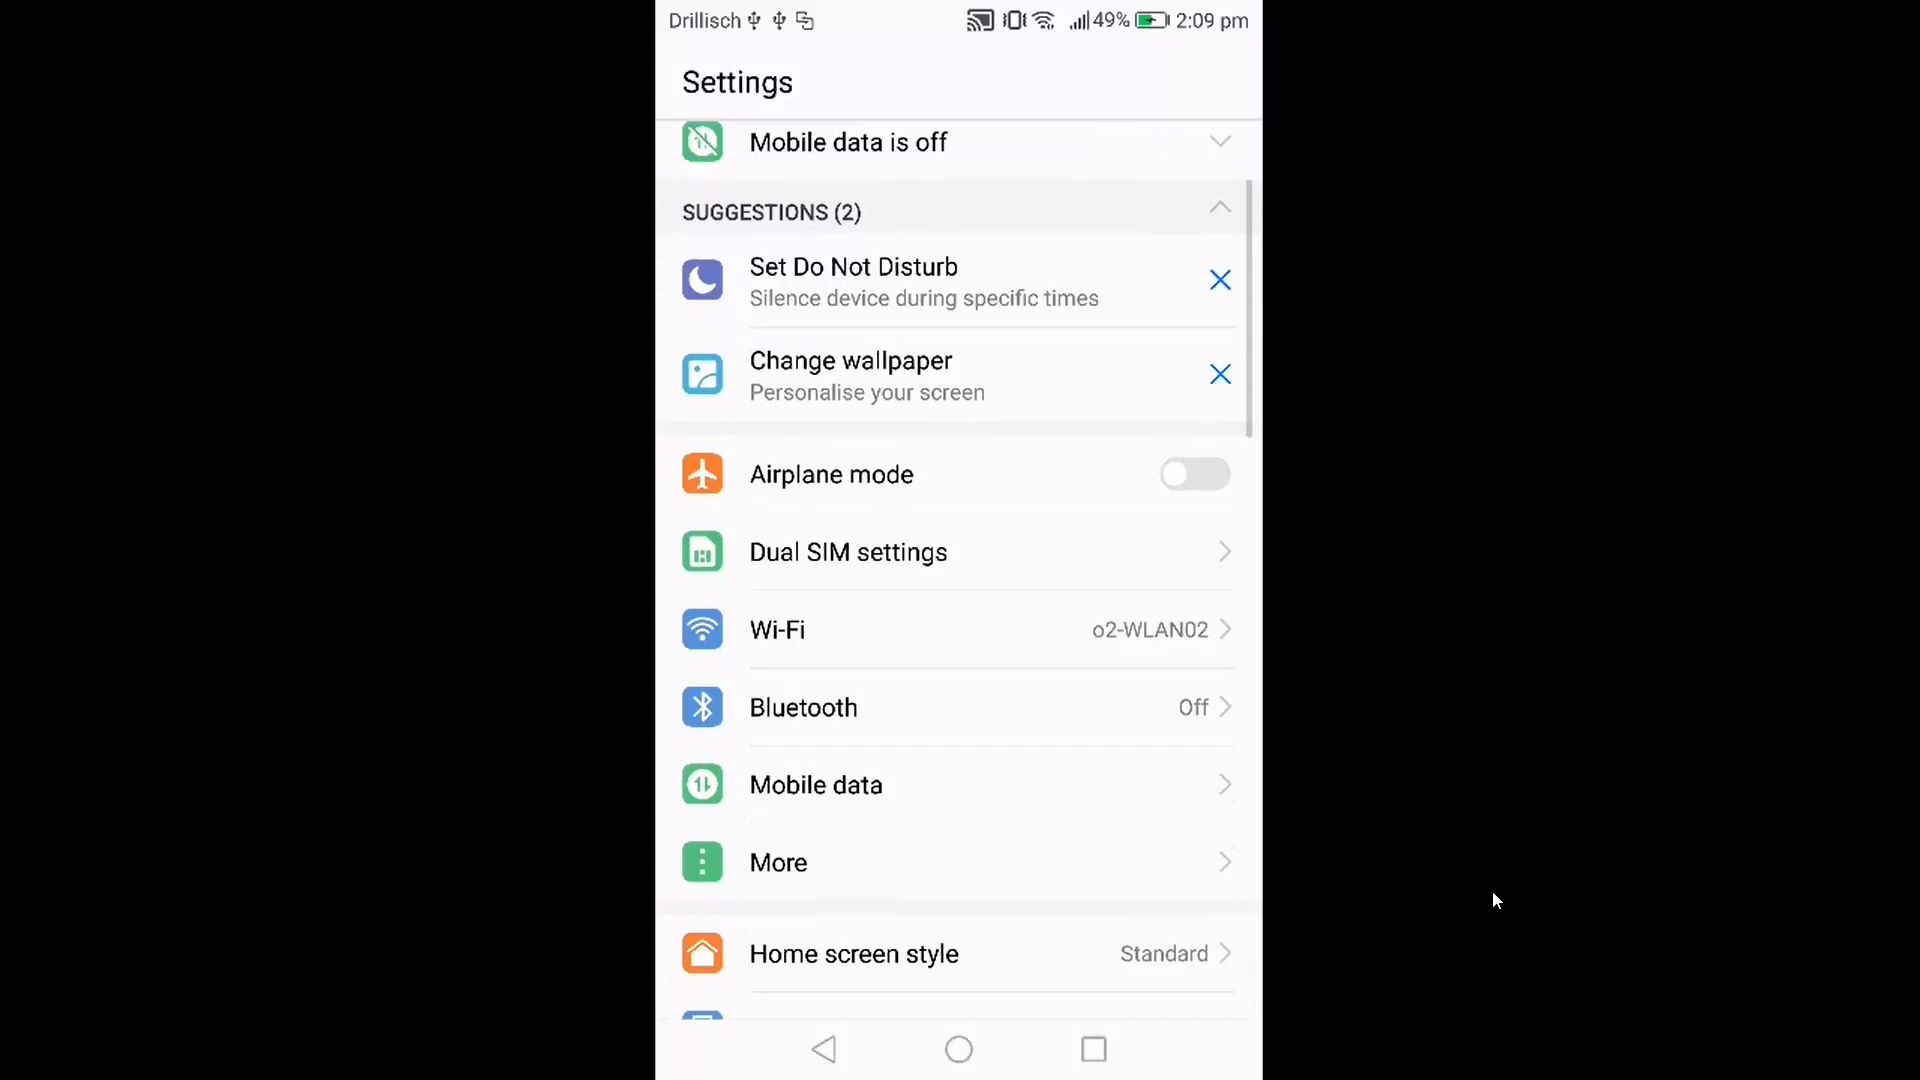 Drillisch 49% 2:09 pm
Settings
Mobile data is off
SUGGESTIONS (2)
Set Do Not Disturb
Silence device during specific times
Change wallpaper
Personalise your screen
Airplane mode
Dual SIM settings
Wi-Fi o2-WLAN02
Bluetooth Off
Mobile data
More
Home screen style Standard